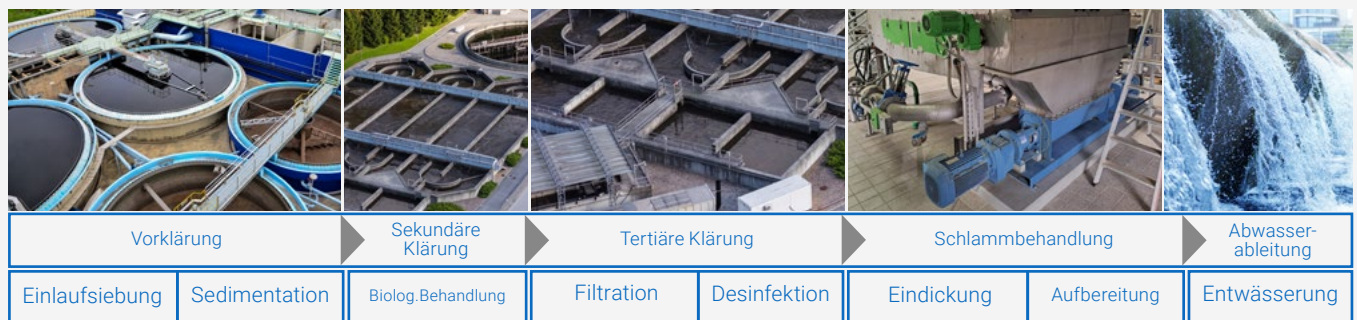 Vorklärung
Sekundäre
Klärung
Tertiäre Klärung
Schlammbehandlung
Abwasser-
ableitung
Einlaufsiebung
Sedimentation
Biolog.Behandlung
Filtration
Desinfektion
Eindickung
Aufbereitung
Entwässerung